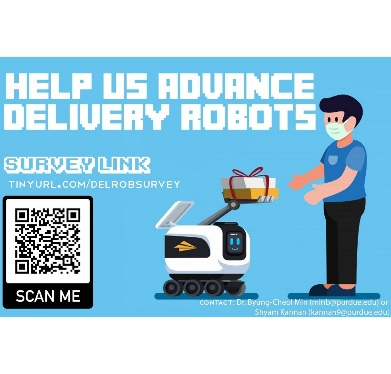 HELP US ADVANCE
DELIVERY ROBOTS
SURVEY LINK
TINYURL.COM/DELROBSURVEY
SCAN ME
CONTACT: Dr. Byung-Cheol Min (minb@purdue.edu) or
Shyam Kannan (kannan9@purdue.edu)